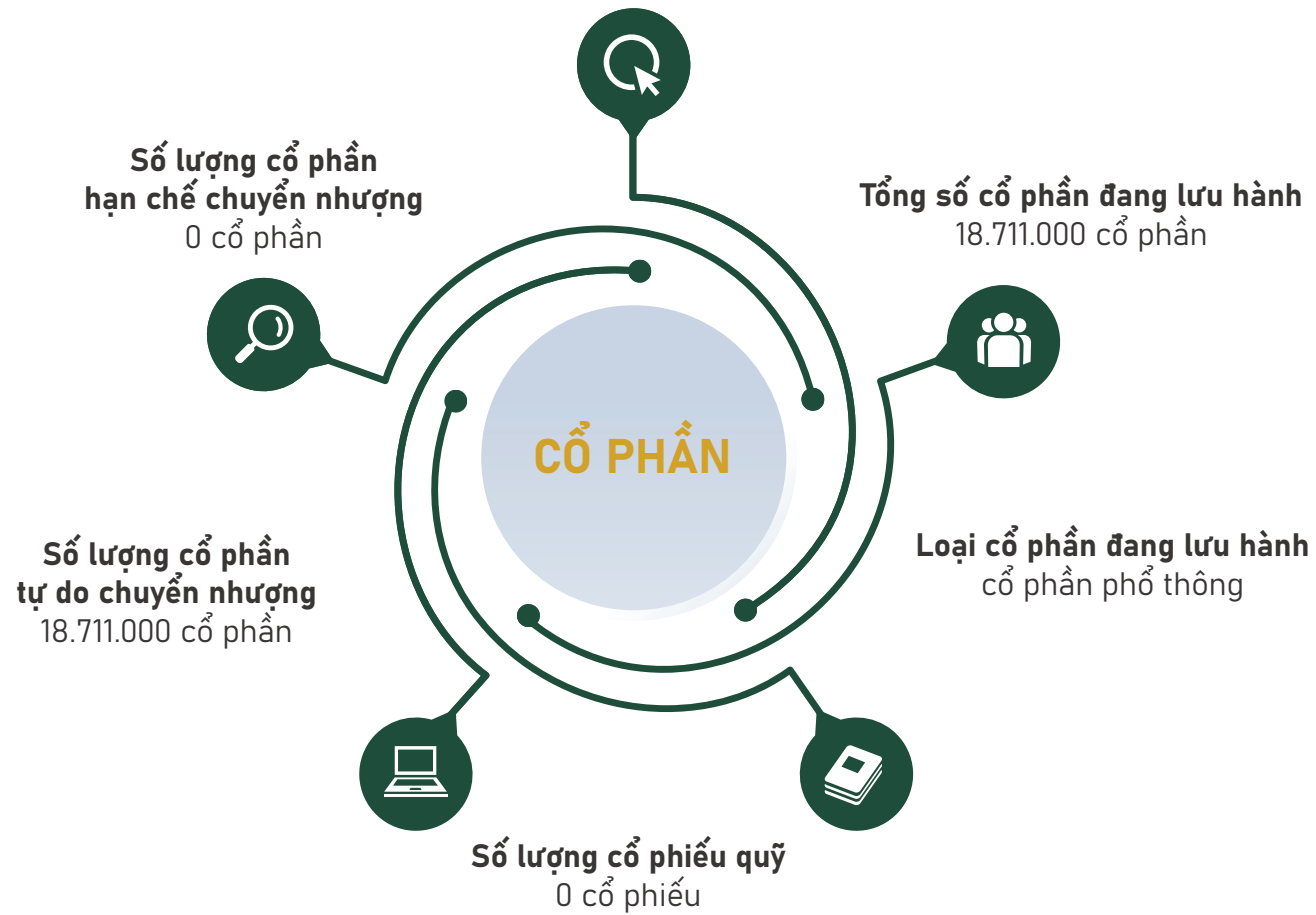 Số lượng cổ phần
hạn chế chuyển nhượng
0 cổ phần
Tổng số cổ phần đang lưu hành
18.711.000 cổ phần
CỔ PHẦN
Số lượng cổ phần
tự do chuyển nhượng
18.711.000 cổ phần
Loại cổ phần đang lưu hành
cổ phần phổ thông
Số lượng cổ phiếu quỹ
0 cổ phiếu